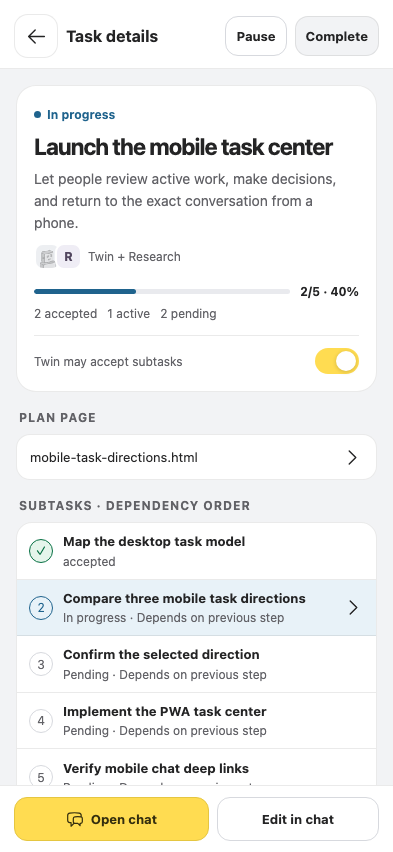 Task details
Pause
Complete
In progress
Launch the mobile task center
Let people review active work, make decisions,
and return to the exact conversation from a
phone.
R
Twin + Research
2/5 · 40%
2 accepted 1 active 2 pending
Twin may accept subtasks
PLAN PAGE
mobile-task-directions.html
SUBTASKS · DEPENDENCY ORDER
Map the desktop task model
accepted
2
Compare three mobile task directions
In progress · Depends on previous step
3
Confirm the selected direction
Pending · Depends on previous step
4
Implement the PWA task center
Pending · Depends on previous step
5
Verify mobile chat deep links
Open chat
Edit in chat